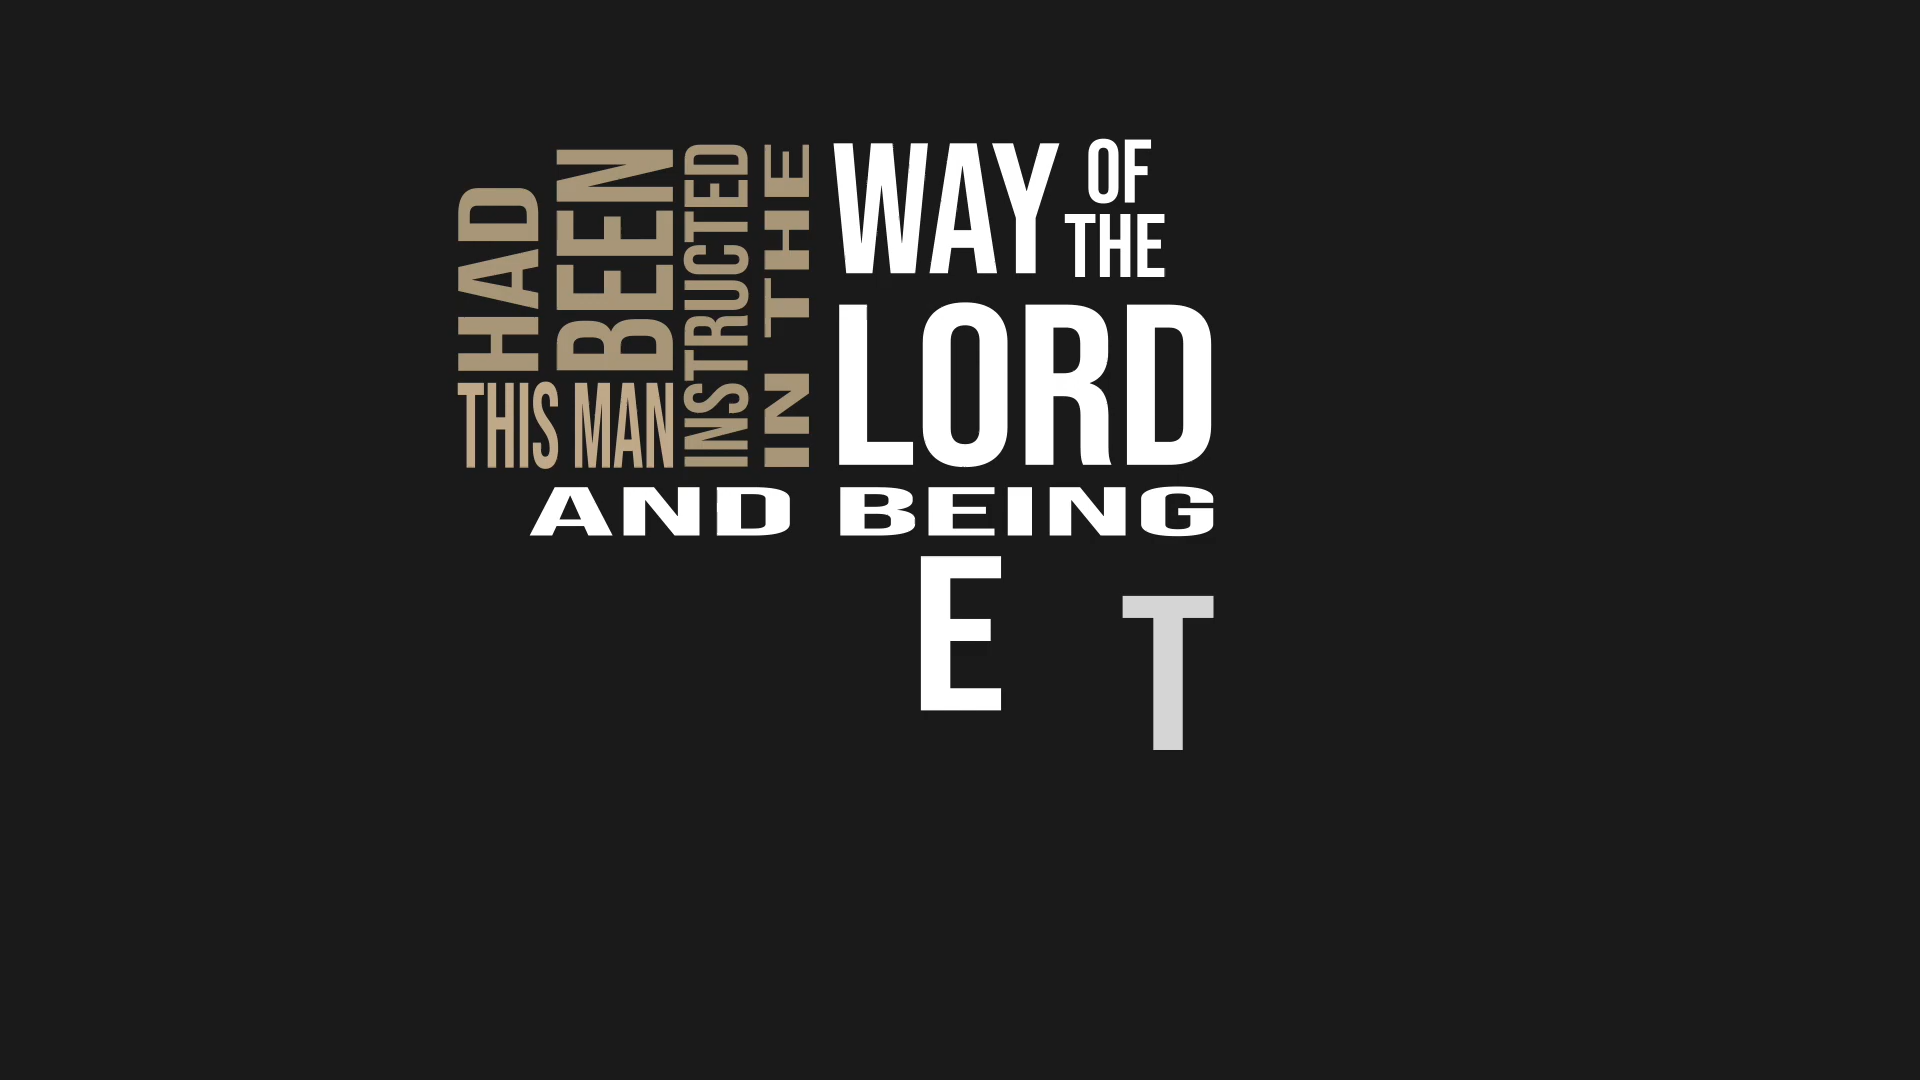 THIS MAN
HAD
BEEN
INSTRUCTED
IN THE
WAY
OF
THE
LORD
AND BEING
E T